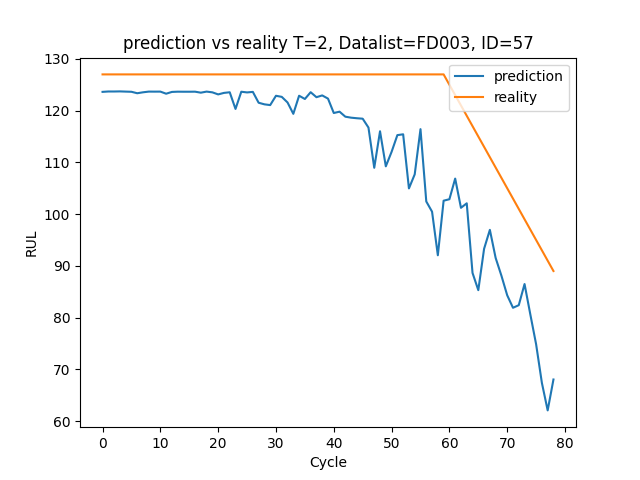 prediction vs reality T=2, Datalist=FD003, ID=57
prediction
reality
RUL
130
120
110
100
90
80
70
60
0 10 20 30 40 50 60 70 80
Cycle